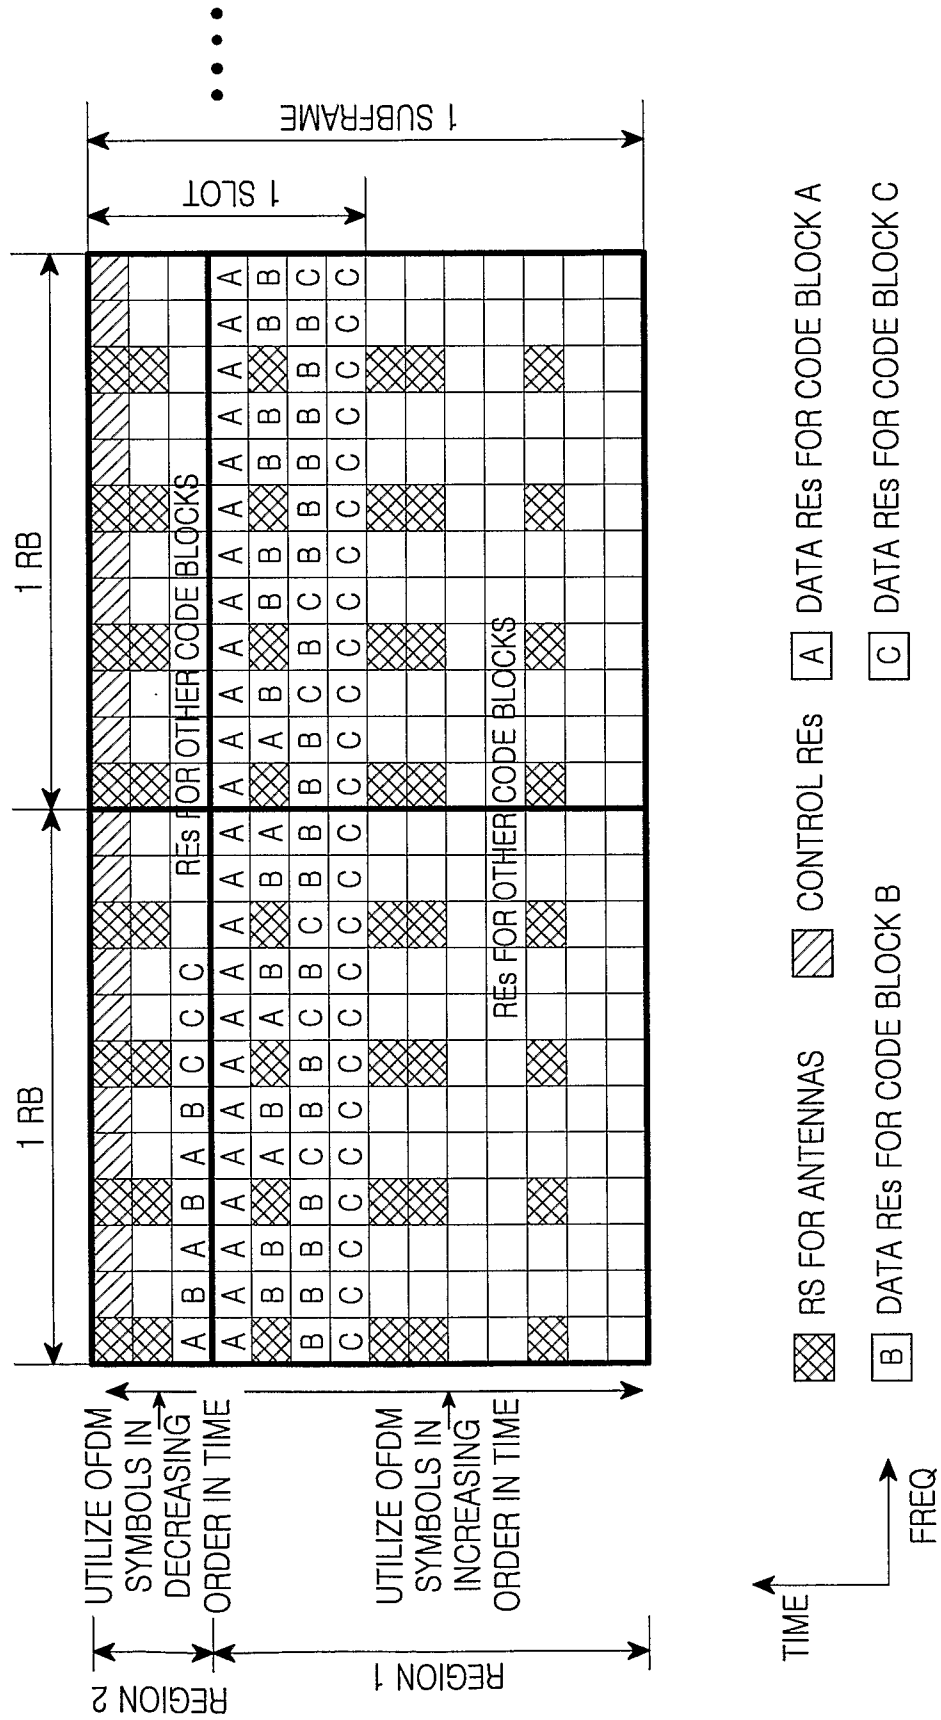 1 RB
1 RB
UTILIZE OFDM
SYMBOLS IN
DECREASING
ORDER IN TIME
REGION 2
1 SLOT
1 SUBFRAME
A B A B A B C C C
REs FOR OTHER CODE BLOCKS
A A A A A A A A A A A A A A A A A A A A A A A A
B B A B A B B A A B B B B B B B
B B B B C B B C B C B B B B C B C B B B B B B C
C C C C C C C C C C C C C C C C C C C C C C C C
UTILIZE OFDM
SYMBOLS IN
INCREASING
ORDER IN TIME
REGION 1
REs FOR OTHER CODE BLOCKS
TIME
FREQ
RS FOR ANTENNAS CONTROL REs A DATA REs FOR CODE BLOCK A
B DATA REs FOR CODE BLOCK B C DATA REs FOR CODE BLOCK C